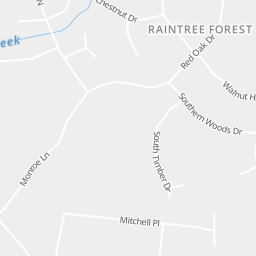 N
Chestnut Dr
RAINTREE FOREST
Red Oak Dr
eek
Walnut H
Southern Woods Dr
South Timber Dr
Monroe Ln
Mitchell Pl